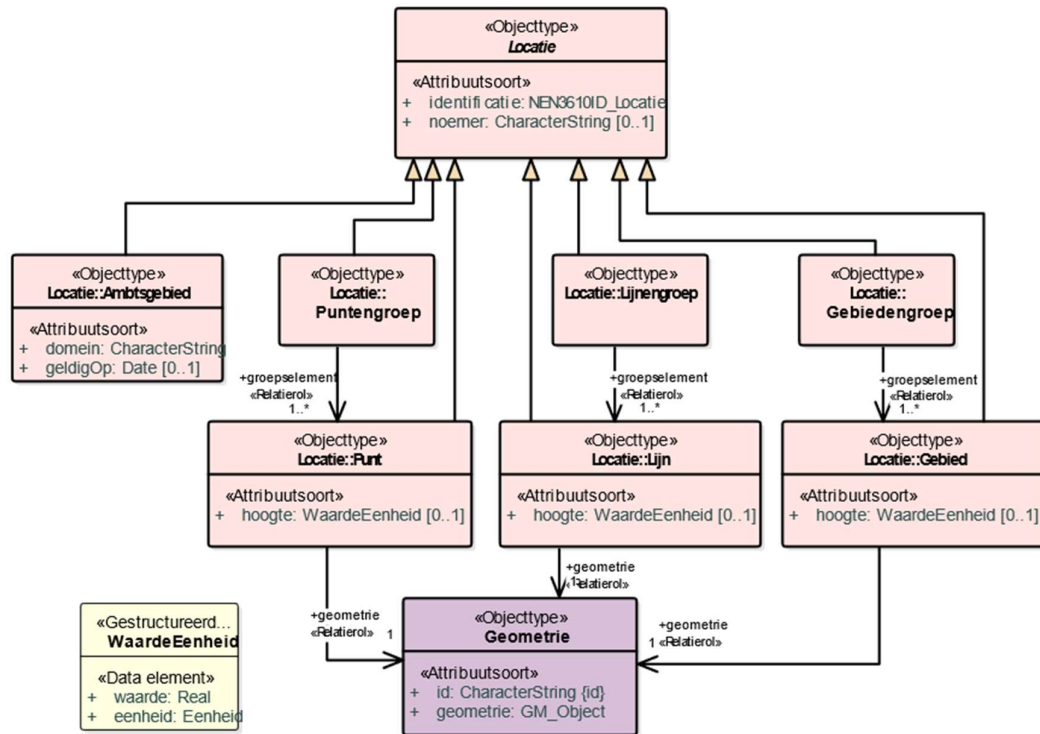 «Objecttype»
Locatie
«Attribuutsoort»
+ identificatie: NEN3610ID_Locatie
+ noemer: CharacterString [0..1]
«Objecttype»
Locatie::Ambtsgebied
«Attribuutsoort»
+ domein: CharacterString
+ geldigOp: Date [0..1]
«Objecttype»
Locatie::
Puntengroep
«Objecttype»
Locatie::Lijnengroep
«Objecttype»
Locatie::
Gebiedengroep
+groepselement
«Relatierol»
1..*
+groepselement
«Relatierol»
1..*
+groepselement
«Relatierol»
1..*
«Objecttype»
Locatie::Punt
«Attribuutsoort»
+ hoogte: WaardeEenheid [0..1]
«Objecttype»
Locatie::Lijn
«Attribuutsoort»
+ hoogte: WaardeEenheid [0..1]
«Objecttype»
Locatie::Gebied
«Attribuutsoort»
+ hoogte: WaardeEenheid [0..1]
+geometrie
«Relatierol» 1
+geometrie
1 «Relatierol»
+geometrie
1 «Relatierol»
«Gestructureerd...
WaardeEenheid
«Data element»
+ waarde: Real
+ eenheid: Eenheid
«Objecttype»
Geometrie
«Attribuutsoort»
+ id: CharacterString {id}
+ geometrie: GM_Object